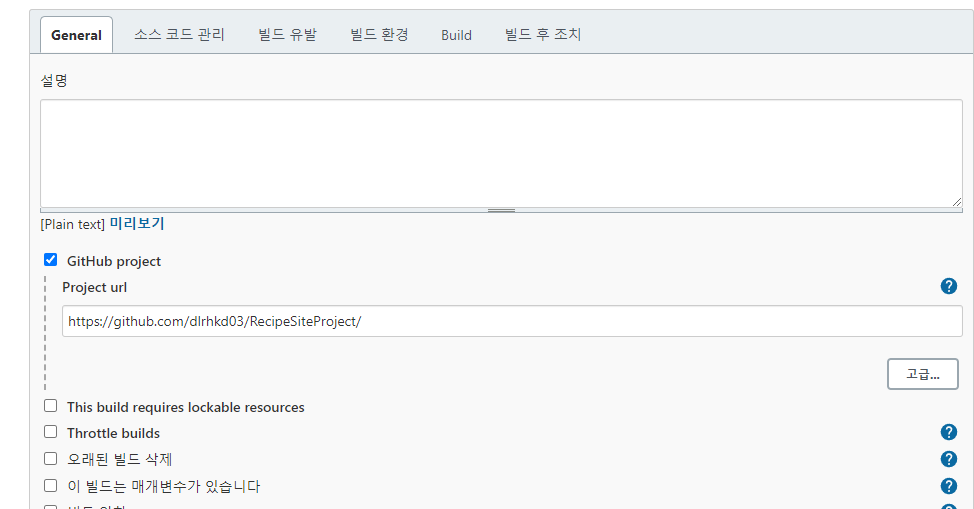 General 소스 코드 관리 빌드 유발 빌드 환경 Build 빌드 후 조치
설명
[Plain text] 미리보기
GitHub project
Project url
https://github.com/dlrhkd03/RecipeSiteProject/
고급...
This build requires lockable resources
Throttle builds
오래된 빌드 삭제
이 빌드는 매개변수가 있습니다